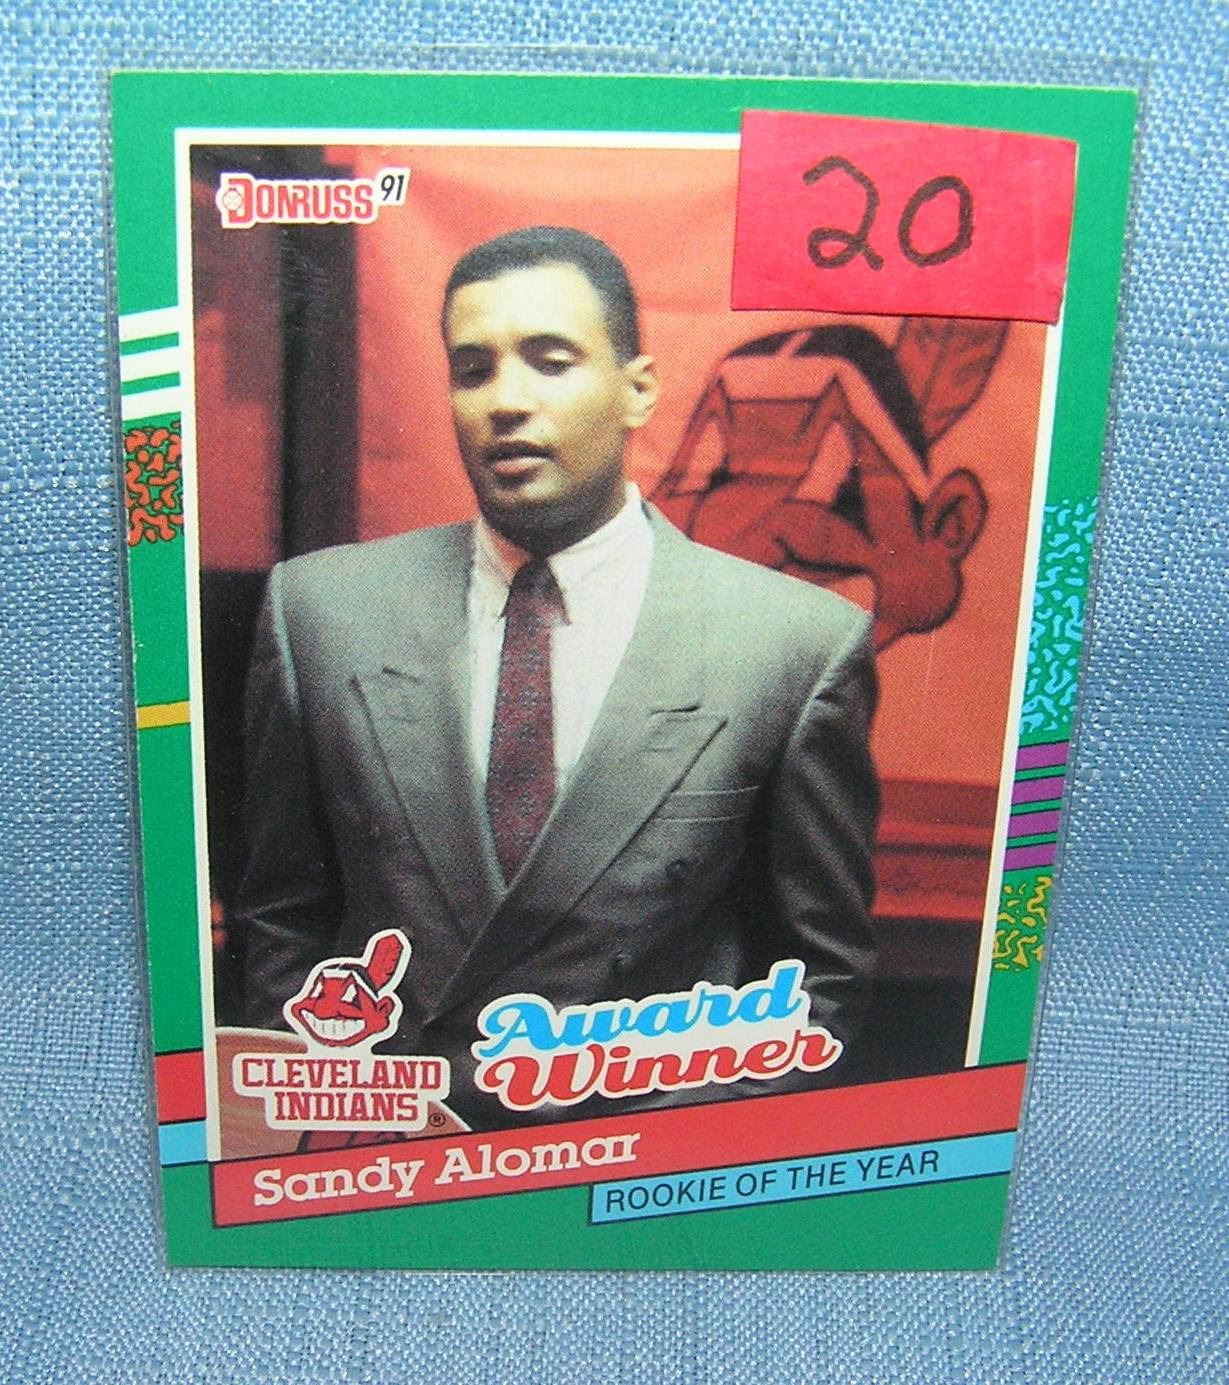 20
DONRUSS 91
CLEVELAND
INDIANS®
Award
Winner
Sandy Alomar
ROOKIE OF THE YEAR